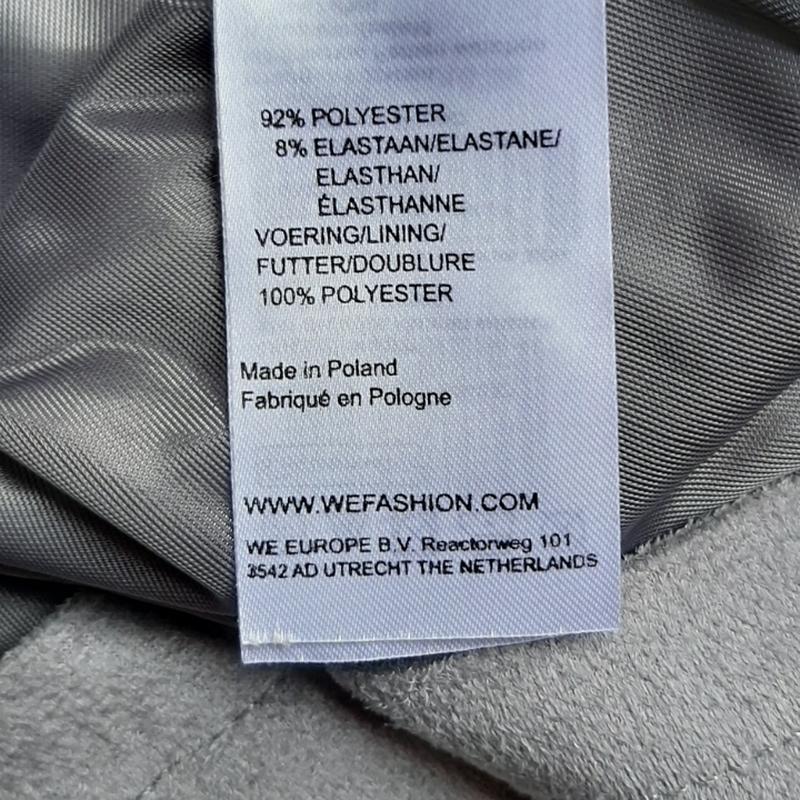 92% POLYESTER
8% ELASTAAN/ELASTANE/
ELASTHAN/
ÉLASTHANNE
VOERING/LINING/
FUTTER/DOUBLURE
100% POLYESTER
Made in Poland
Fabriqué en Pologne
WWW.WEFASHION.COM
WE EUROPE B.V. Reactorweg 101
3542 AD UTRECHT THE NETHERLANDS